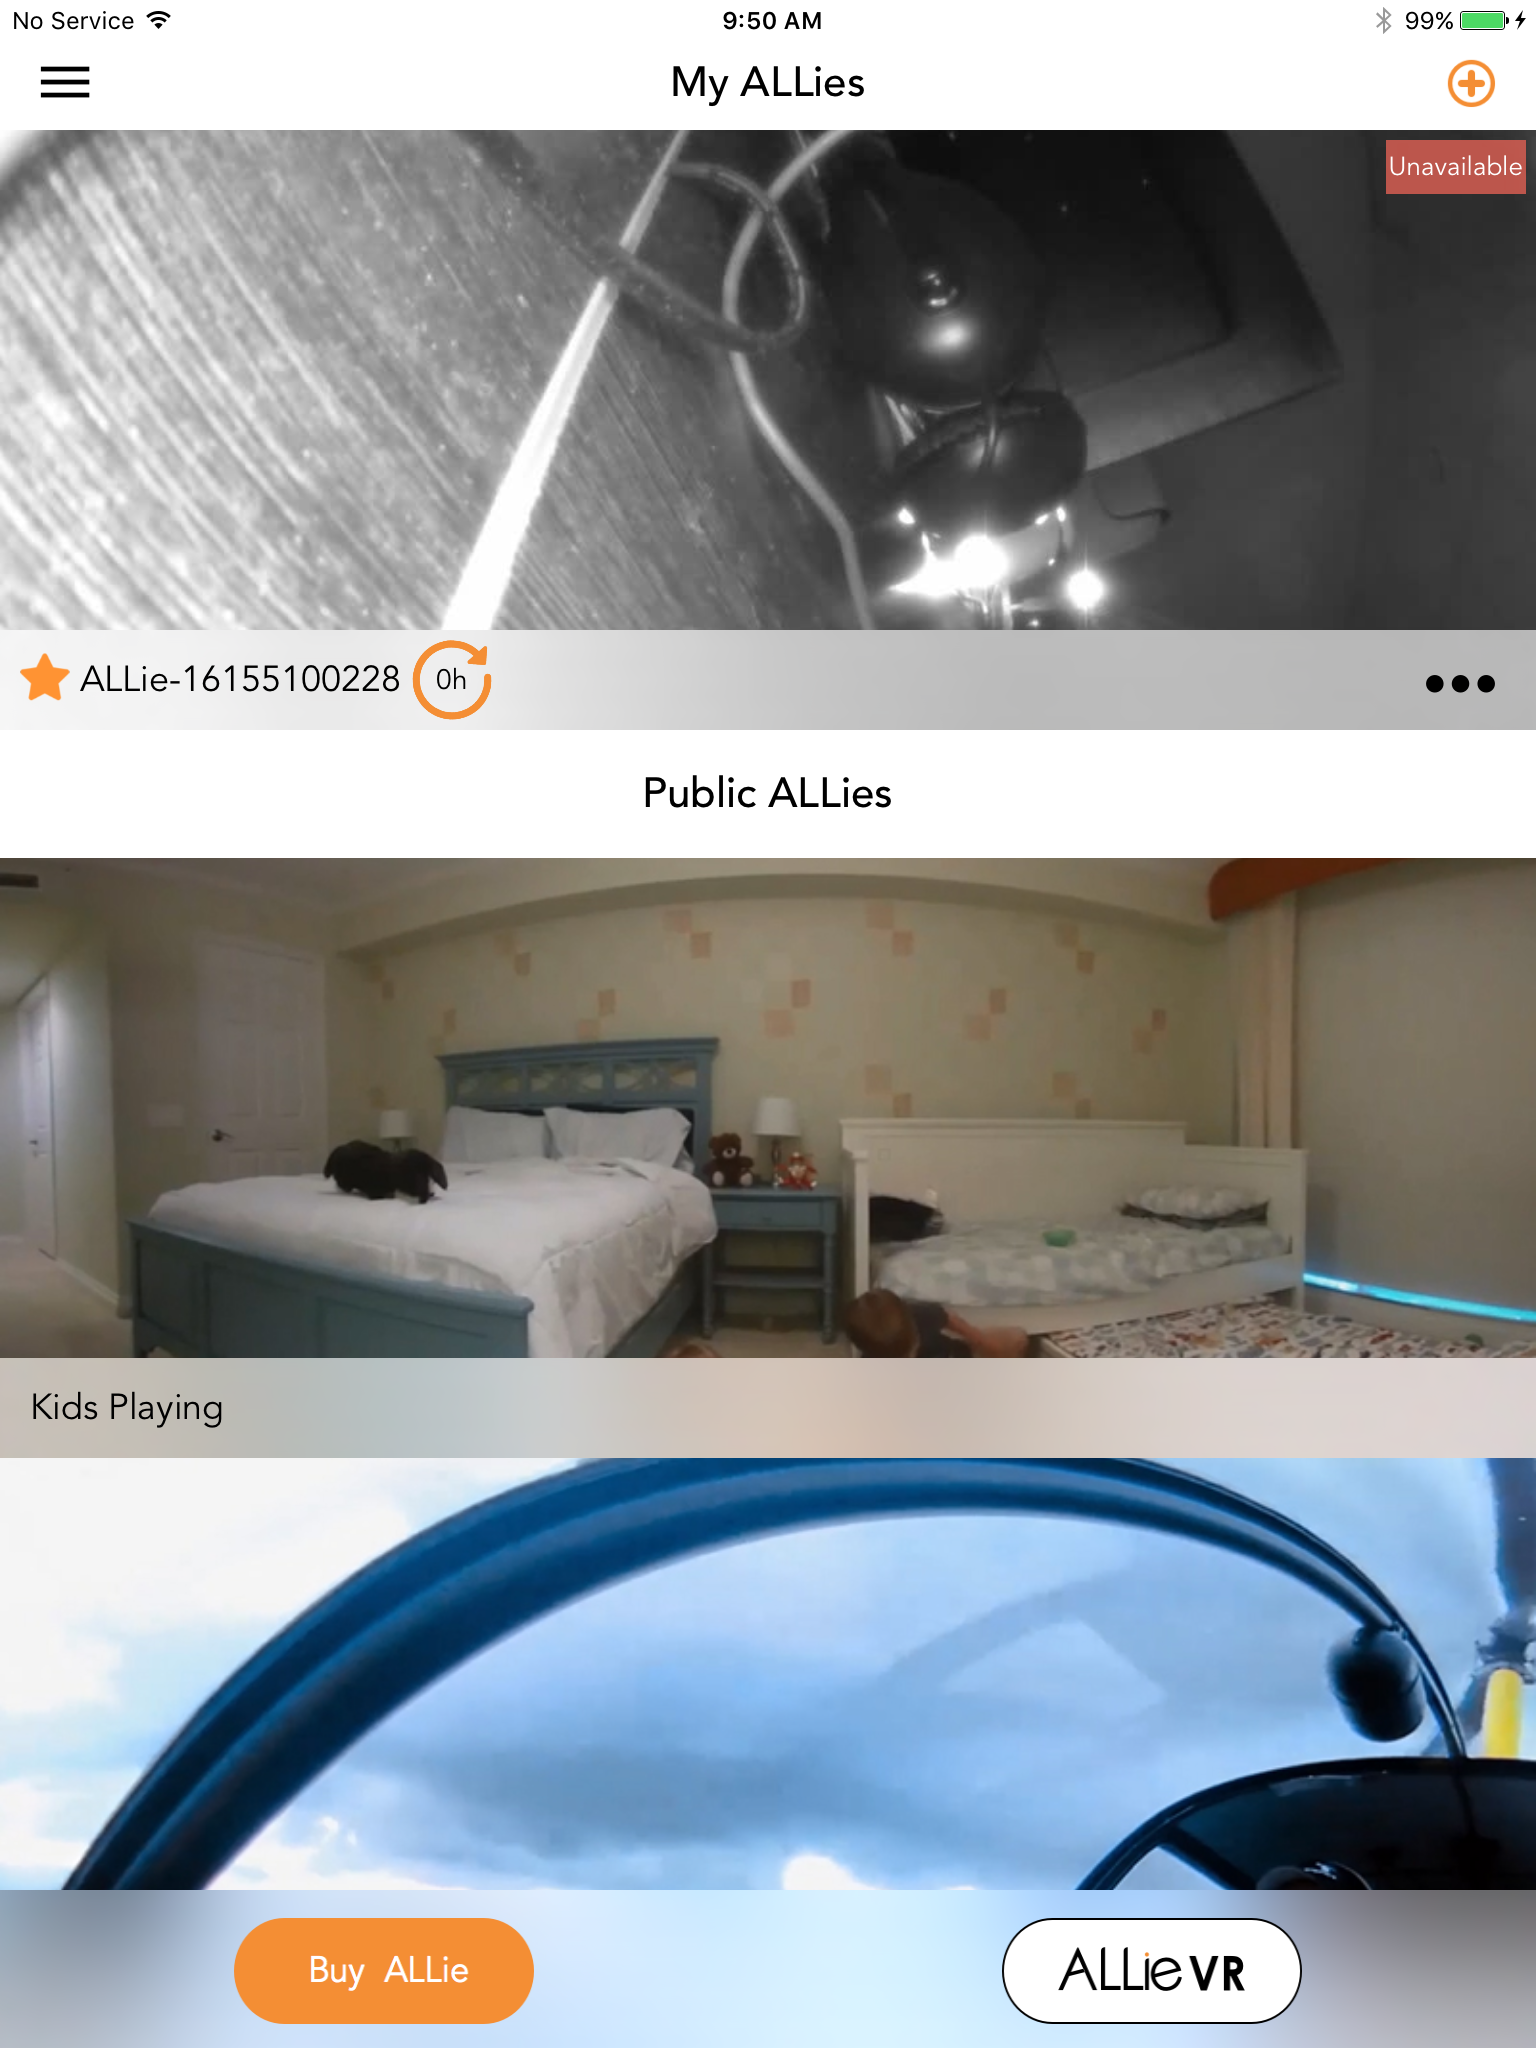 No Service 9:50 AM 99%
My ALLies
Unavailable
ALLie-16155100228 0h
Public ALLies
Kids Playing
Buy ALLie ALLie VR